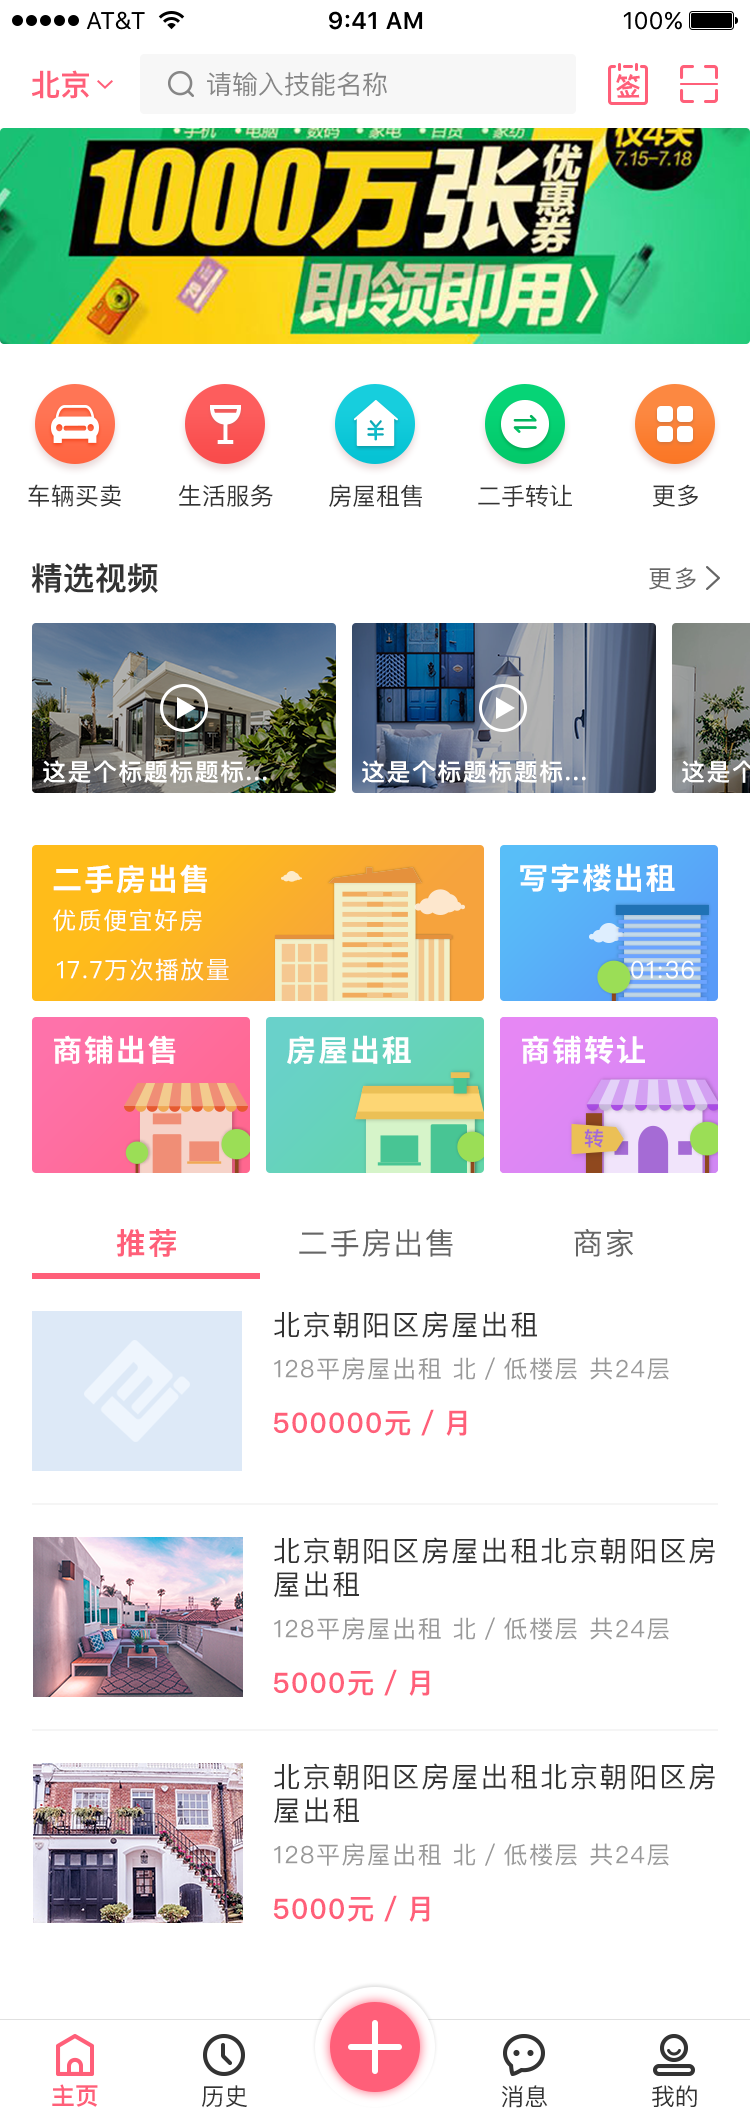 AT&T 9:41 AM 100%
北京 请输入技能名称 签
•手机 •电脑 •数码 •家电 •百货 •家纺
仅4天
7.15-7.18
1000万张优惠券
即领即用
车辆买卖 生活服务 房屋租售 二手转让 更多
精选视频 更多
这是个标题标题标... 这是个标题标题标... 这是个
二手房出售
优质便宜好房
17.7万次播放量
写字楼出租
01:36
商铺出售 房屋出租 商铺转让
转
推荐 二手房出售 商家
北京朝阳区房屋出租
128平房屋出租 北 / 低楼层 共24层
500000元 / 月
北京朝阳区房屋出租北京朝阳区房
屋出租
128平房屋出租 北 / 低楼层 共24层
5000元 / 月
北京朝阳区房屋出租北京朝阳区房
屋出租
128平房屋出租 北 / 低楼层 共24层
5000元 / 月
主页 历史 消息 我的